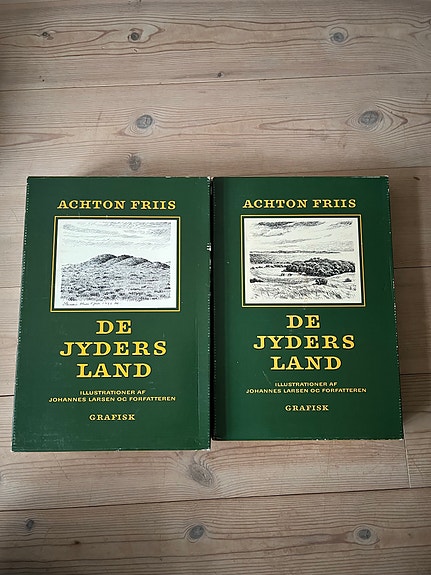 ACHTON FRIIS
DE
JYDERS
LAND
ILLUSTRATIONER AF
JOHANNES LARSEN OG FORFATTEREN
GRAFISK
ACHTON FRIIS
DE
JYDERS
LAND
ILLUSTRATIONER AF
JOHANNES LARSEN OG FORFATTEREN
GRAFISK